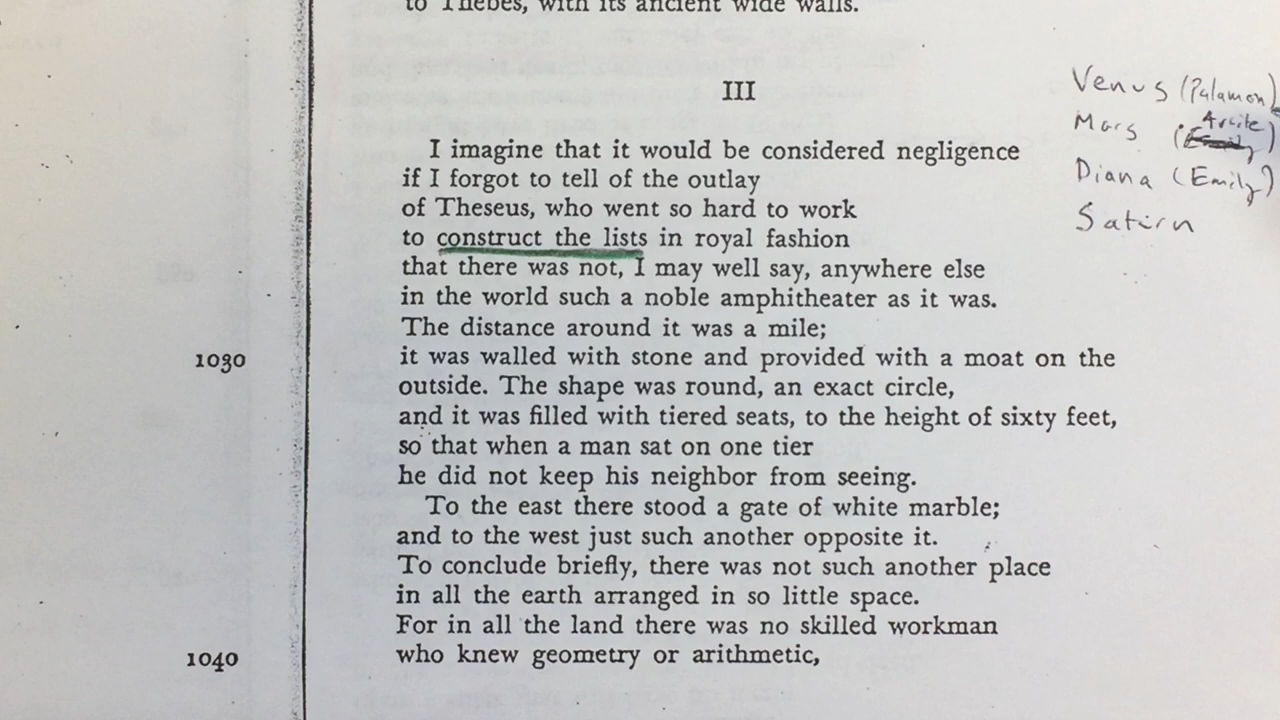 to Thebes, with its ancient wide walls.
III
I imagine that it would be considered negligence
if I forgot to tell of the outlay
of Theseus, who went so hard to work
to construct the lists in royal fashion
that there was not, I may well say, anywhere else
in the world such a noble amphitheater as it was.
The distance around it was a mile;
1030 it was walled with stone and provided with a moat on the
outside. The shape was round, an exact circle,
and it was filled with tiered seats, to the height of sixty feet,
so that when a man sat on one tier
he did not keep his neighbor from seeing.
To the east there stood a gate of white marble;
and to the west just such another opposite it.
To conclude briefly, there was not such another place
in all the earth arranged in so little space.
For in all the land there was no skilled workman
1040 who knew geometry or arithmetic,
Venus (Palamon)
Mars (Arcite)
Diana (Emily)
Saturn